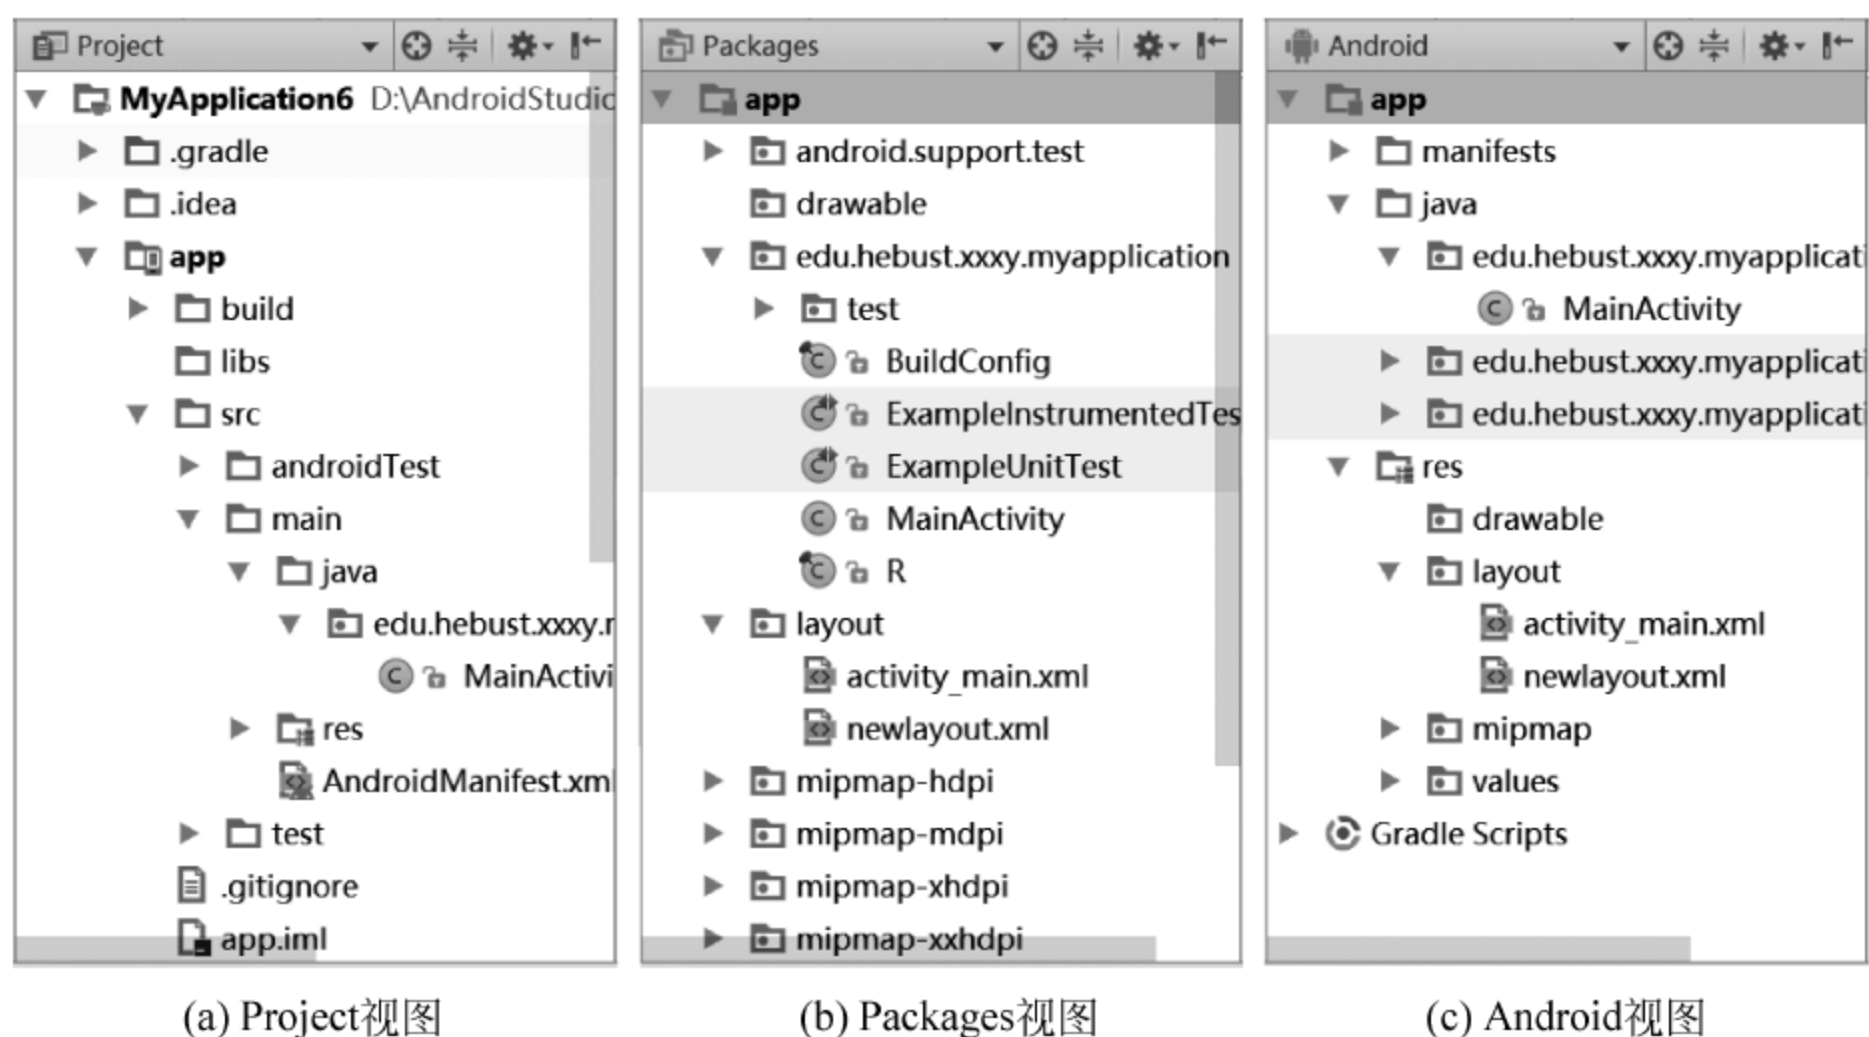 Project
MyApplication6 D:\AndroidStudio
.gradle
.idea
app
build
libs
src
androidTest
main
java
edu.hebust.xxxy.r
MainActivi
res
AndroidManifest.xml
test
.gitignore
app.iml
(a) Project视图
Packages
app
android.support.test
drawable
edu.hebust.xxxy.myapplication
test
BuildConfig
ExampleInstrumentedTes
ExampleUnitTest
MainActivity
R
layout
activity_main.xml
newlayout.xml
mipmap-hdpi
mipmap-mdpi
mipmap-xhdpi
mipmap-xxhdpi
(b) Packages视图
Android
app
manifests
java
edu.hebust.xxxy.myapplicati
MainActivity
edu.hebust.xxxy.myapplicati
edu.hebust.xxxy.myapplicati
res
drawable
layout
activity_main.xml
newlayout.xml
mipmap
values
Gradle Scripts
(c) Android视图